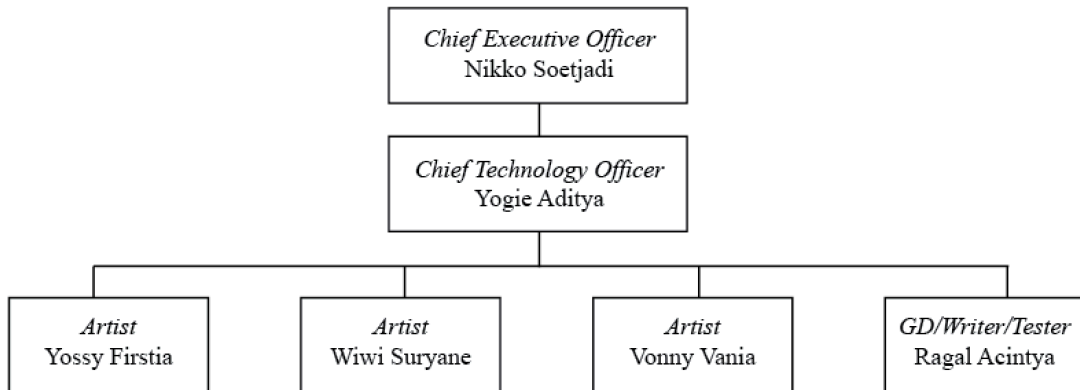 Chief Executive Officer
Nikko Soetjadi
Chief Technology Officer
Yogie Aditya
Artist
Yossy Firstia
Artist
Wiwi Suryane
Artist
Vonny Vania
GD/Writer/Tester
Ragal Acintya